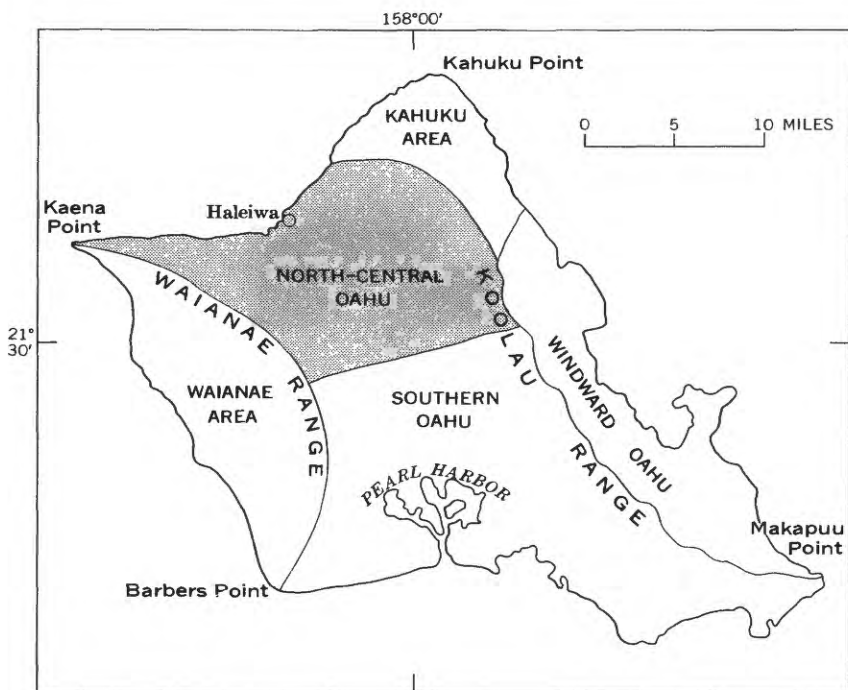 158°00'
Kahuku Point
KAHUKU
AREA
0 5 10 MILES
Kaena
Point
Haleiwa
NORTH-CENTRAL
OAHU
21°
30'
WAIANAE RANGE
WAIANAE
AREA
SOUTHERN
OAHU
KOOLAU RANGE
WINDWARD OAHU
PEARL HARBOR
Makapuu
Point
Barbers Point